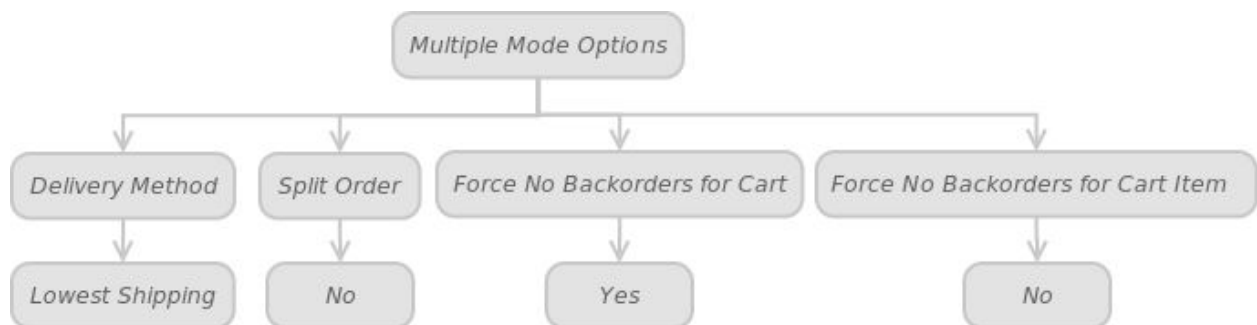 Multiple Mode Options
Delivery Method
Split Order
Force No Backorders for Cart
Force No Backorders for Cart Item
Lowest Shipping
No
Yes
No